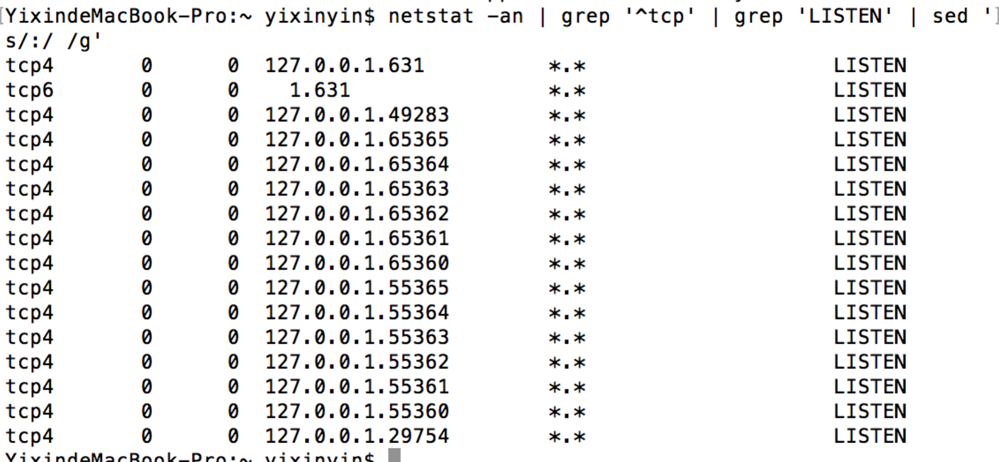 YixindeMacBook-Pro:~ yixinyin$ netstat -an | grep '^tcp' | grep 'LISTEN' | sed '
s/:/ /g'
tcp4       0      0  127.0.0.1.631          *.*                    LISTEN
tcp6       0      0    1.631                *.*                    LISTEN
tcp4       0      0  127.0.0.1.49283        *.*                    LISTEN
tcp4       0      0  127.0.0.1.65365        *.*                    LISTEN
tcp4       0      0  127.0.0.1.65364        *.*                    LISTEN
tcp4       0      0  127.0.0.1.65363        *.*                    LISTEN
tcp4       0      0  127.0.0.1.65362        *.*                    LISTEN
tcp4       0      0  127.0.0.1.65361        *.*                    LISTEN
tcp4       0      0  127.0.0.1.65360        *.*                    LISTEN
tcp4       0      0  127.0.0.1.55365        *.*                    LISTEN
tcp4       0      0  127.0.0.1.55364        *.*                    LISTEN
tcp4       0      0  127.0.0.1.55363        *.*                    LISTEN
tcp4       0      0  127.0.0.1.55362        *.*                    LISTEN
tcp4       0      0  127.0.0.1.55361        *.*                    LISTEN
tcp4       0      0  127.0.0.1.55360        *.*                    LISTEN
tcp4       0      0  127.0.0.1.29754        *.*                    LISTEN
YixindeMacBook-Pro:~ yixinyin$